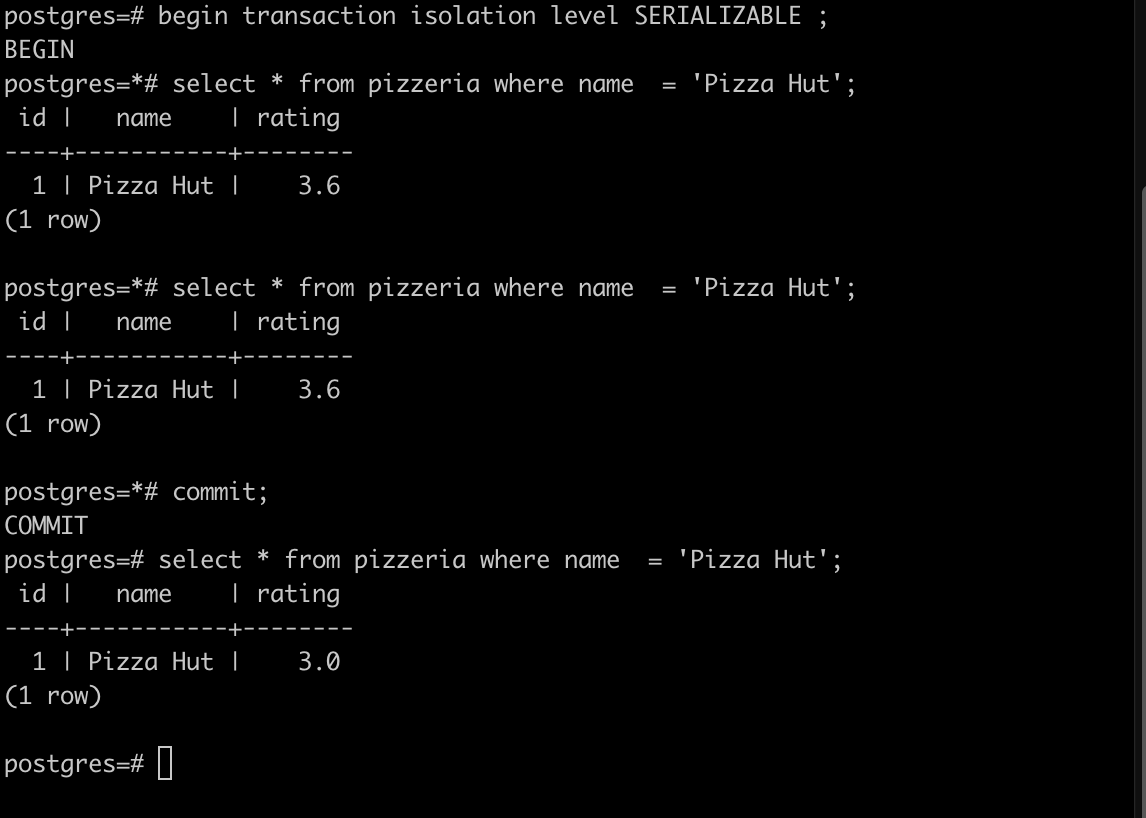 postgres=# begin transaction isolation level SERIALIZABLE ;
BEGIN
postgres=*# select * from pizzeria where name  = 'Pizza Hut';
 id |   name    | rating
----+-----------+--------
  1 | Pizza Hut |    3.6
(1 row)

postgres=*# select * from pizzeria where name  = 'Pizza Hut';
 id |   name    | rating
----+-----------+--------
  1 | Pizza Hut |    3.6
(1 row)

postgres=*# commit;
COMMIT
postgres=# select * from pizzeria where name  = 'Pizza Hut';
 id |   name    | rating
----+-----------+--------
  1 | Pizza Hut |    3.0
(1 row)

postgres=#